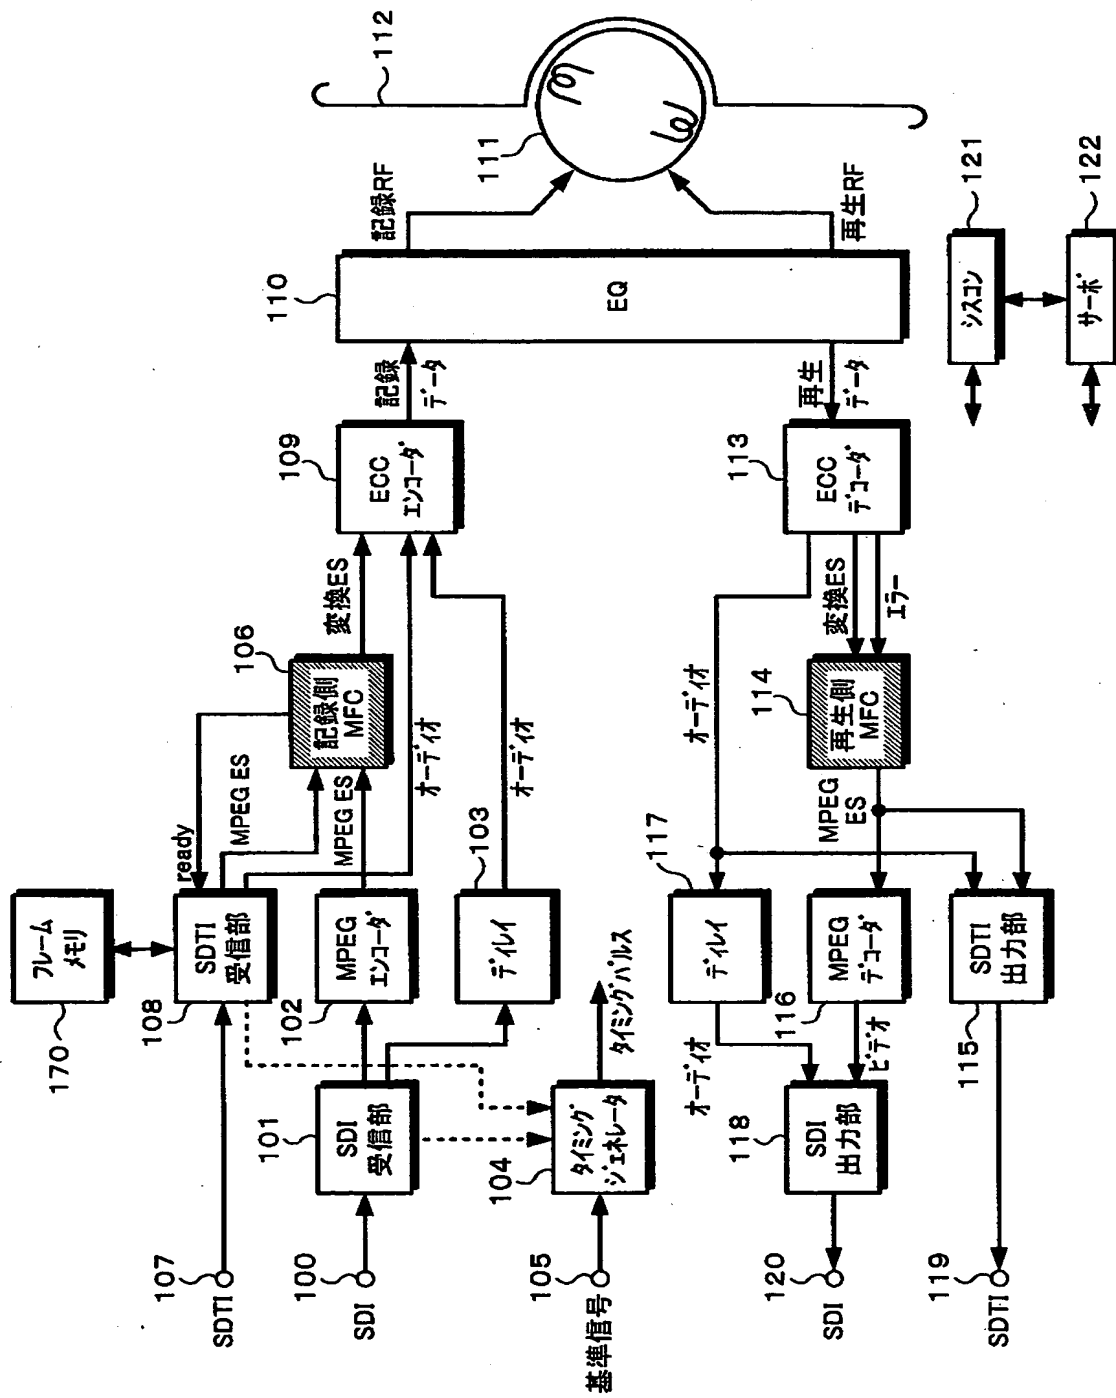 フレーム
メモリ
170
SDTI
107
SDTI
受信部
108
ready
MPEG ES
SDI
100
SDI
受信部
101
MPEG
エンコーダ
102
MPEG ES
記録側
MFC
106
変換ES
ECC
エンコーダ
109
記録
データ
オーディオ
ディレイ
103
オーディオ
基準信号
105
タイミング
ジェネレータ
104
タイミングパルス
EQ
110
記録RF
再生RF
111
112
再生
データ
ECC
デコーダ
113
変換ES
エラー
オーディオ
再生側
MFC
114
MPEG
ES
ディレイ
117
MPEG
デコーダ
116
SDTI
出力部
115
オーディオ
ビデオ
SDI
出力部
118
120
SDI
119
SDTI
シスコン
121
サーボ
122